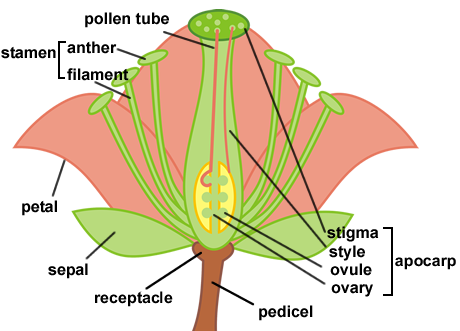 pollen tube
stamen
anther
filament
petal
sepal
receptacle
pedicel
stigma
style
ovule
ovary
apocarp